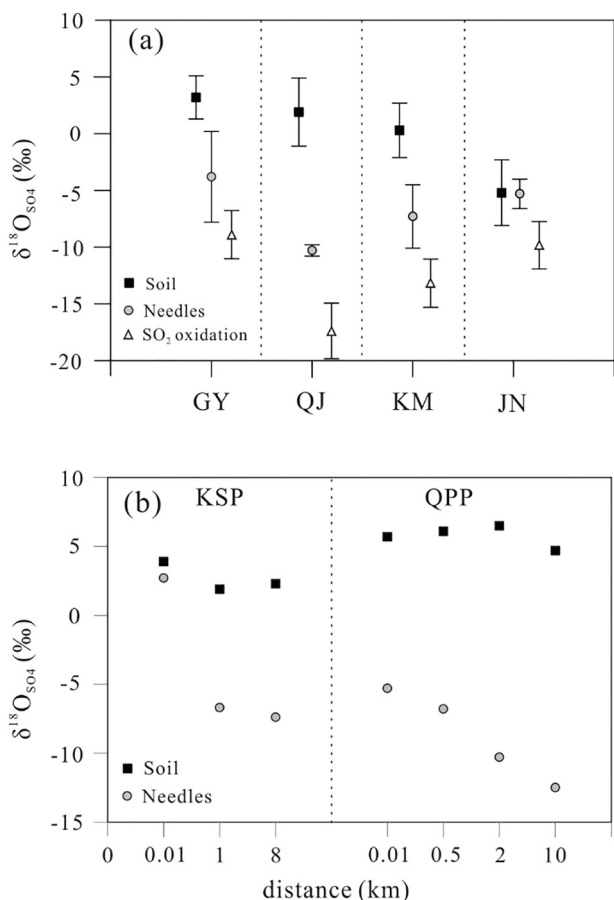 10
(a)
5
0
-5
-10
-15
-20
δ¹⁸O_SO4 (‰)
Soil
Needles
SO₂ oxidation
GY QJ KM JN
10
(b) KSP QPP
5
0
-5
-10
-15
δ¹⁸O_SO4 (‰)
Soil
Needles
0 0.01 1 8 0.01 0.5 2 10
distance (km)